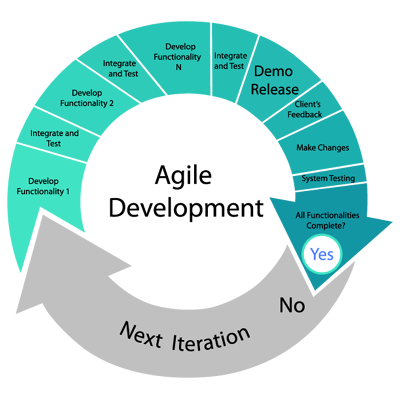 Agile
Development
Develop
Functionality 1
Integrate and
Test
Develop
Functionality 2
Integrate
and Test
Develop
Functionality
N
Integrate
and Test
Demo
Release
Client's
Feedback
Make Changes
System Testing
All Functionalities
Complete?
Yes
No
Next Iteration